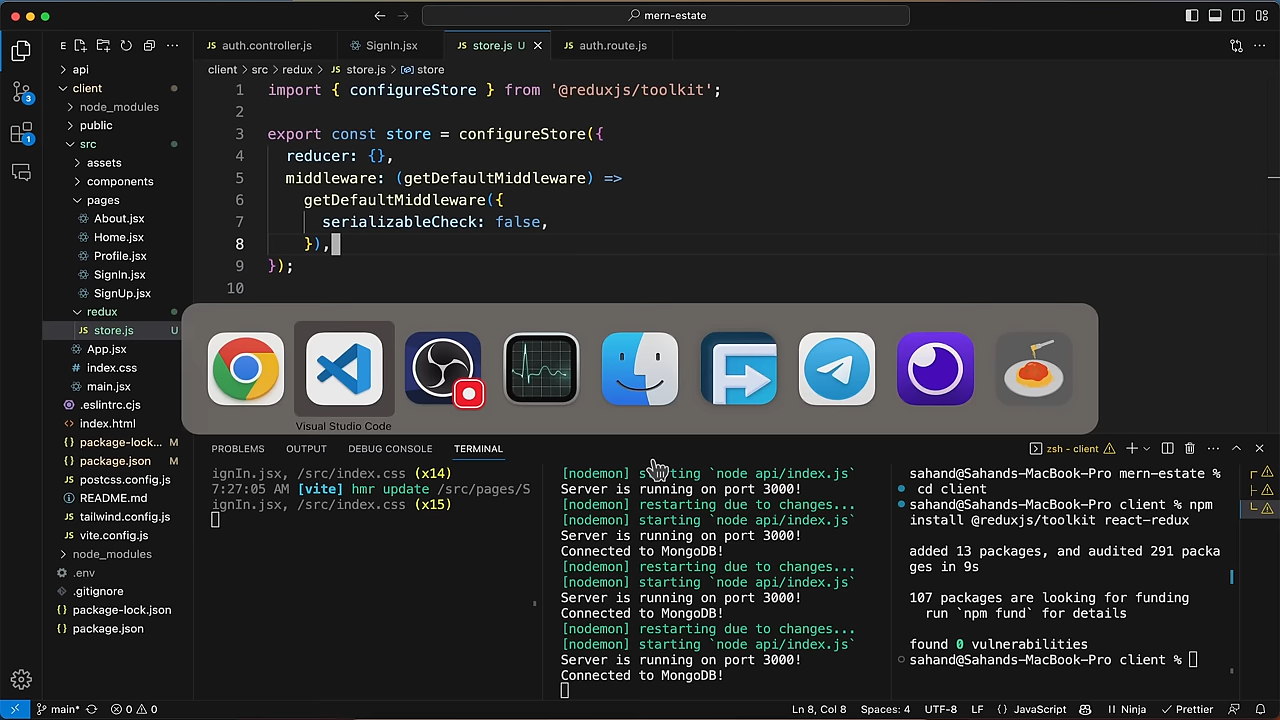 mern-estate
auth.controller.js
SignIn.jsx
store.js U
auth.route.js
E
client > src > redux > store.js > store
api
client
node_modules
public
src
assets
components
pages
About.jsx
Home.jsx
Profile.jsx
SignIn.jsx
SignUp.jsx
redux
store.js U
App.jsx
index.css
main.jsx
.eslintrc.cjs
index.html
package-lock... M
package.json M
postcss.config.js
README.md
tailwind.config.js
vite.config.js
node_modules
.env
.gitignore
package-lock.json
package.json
3
1
1 import { configureStore } from '@reduxjs/toolkit';
2
3 export const store = configureStore({
4 reducer: {},
5 middleware: (getDefaultMiddleware) =>
6 getDefaultMiddleware({
7 serializableCheck: false,
8 }),
9 });
10
Visual Studio Code
PROBLEMS OUTPUT DEBUG CONSOLE TERMINAL
zsh - client
ignIn.jsx, /src/index.css (x14)
7:27:05 AM [vite] hmr update /src/pages/S
ignIn.jsx, /src/index.css (x15)
[nodemon] starting `node api/index.js`
Server is running on port 3000!
[nodemon] restarting due to changes...
[nodemon] starting `node api/index.js`
Server is running on port 3000!
Connected to MongoDB!
[nodemon] restarting due to changes...
[nodemon] starting `node api/index.js`
Server is running on port 3000!
Connected to MongoDB!
[nodemon] restarting due to changes...
[nodemon] starting `node api/index.js`
Server is running on port 3000!
Connected to MongoDB!
sahand@Sahands-MacBook-Pro mern-estate %
cd client
sahand@Sahands-MacBook-Pro client % npm
install @reduxjs/toolkit react-redux
added 13 packages, and audited 291 packa
ges in 9s
107 packages are looking for funding
run `npm fund` for details
found 0 vulnerabilities
sahand@Sahands-MacBook-Pro client %
main* 0 0
Ln 8, Col 8 Spaces: 4 UTF-8 LF {} JavaScript Ninja Prettier